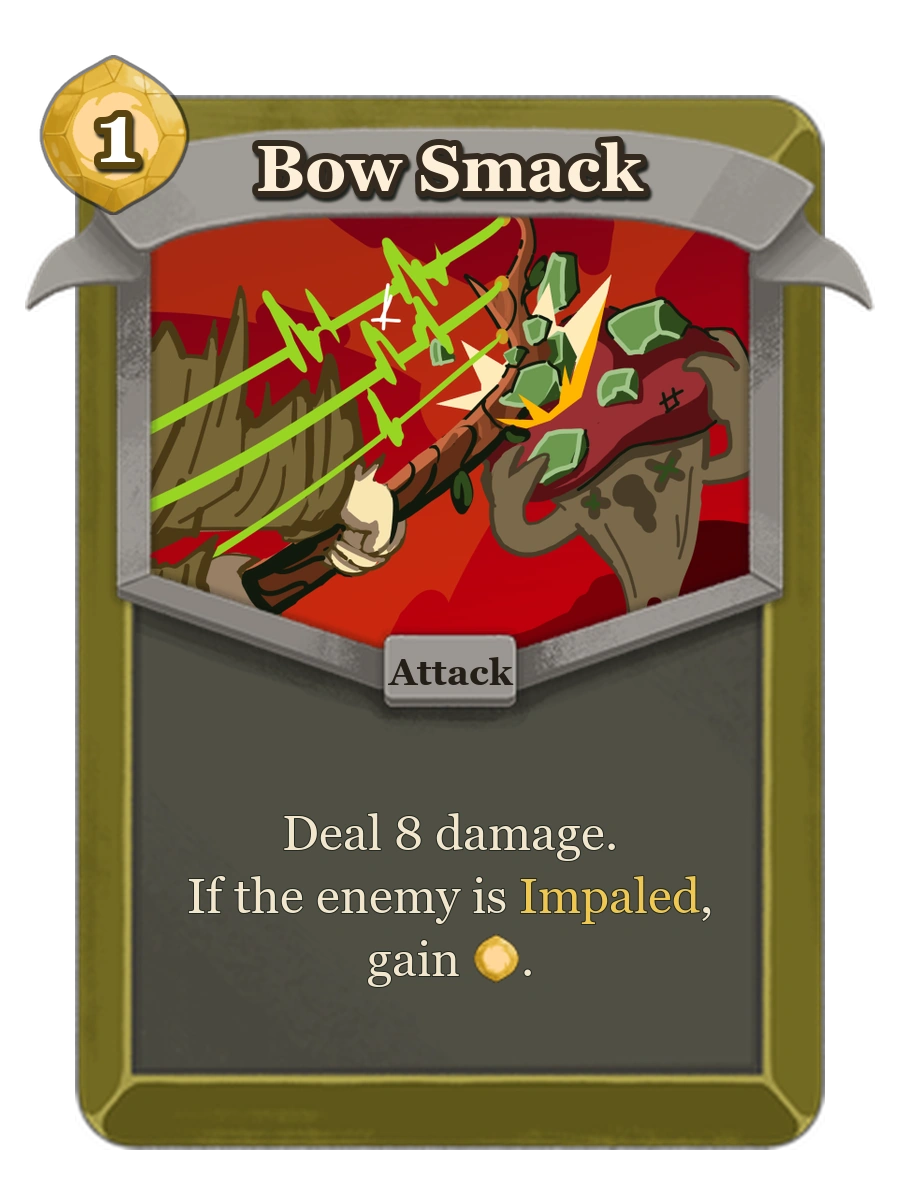 1
Bow Smack
Attack
Deal 8 damage.
If the enemy is Impaled,
gain .